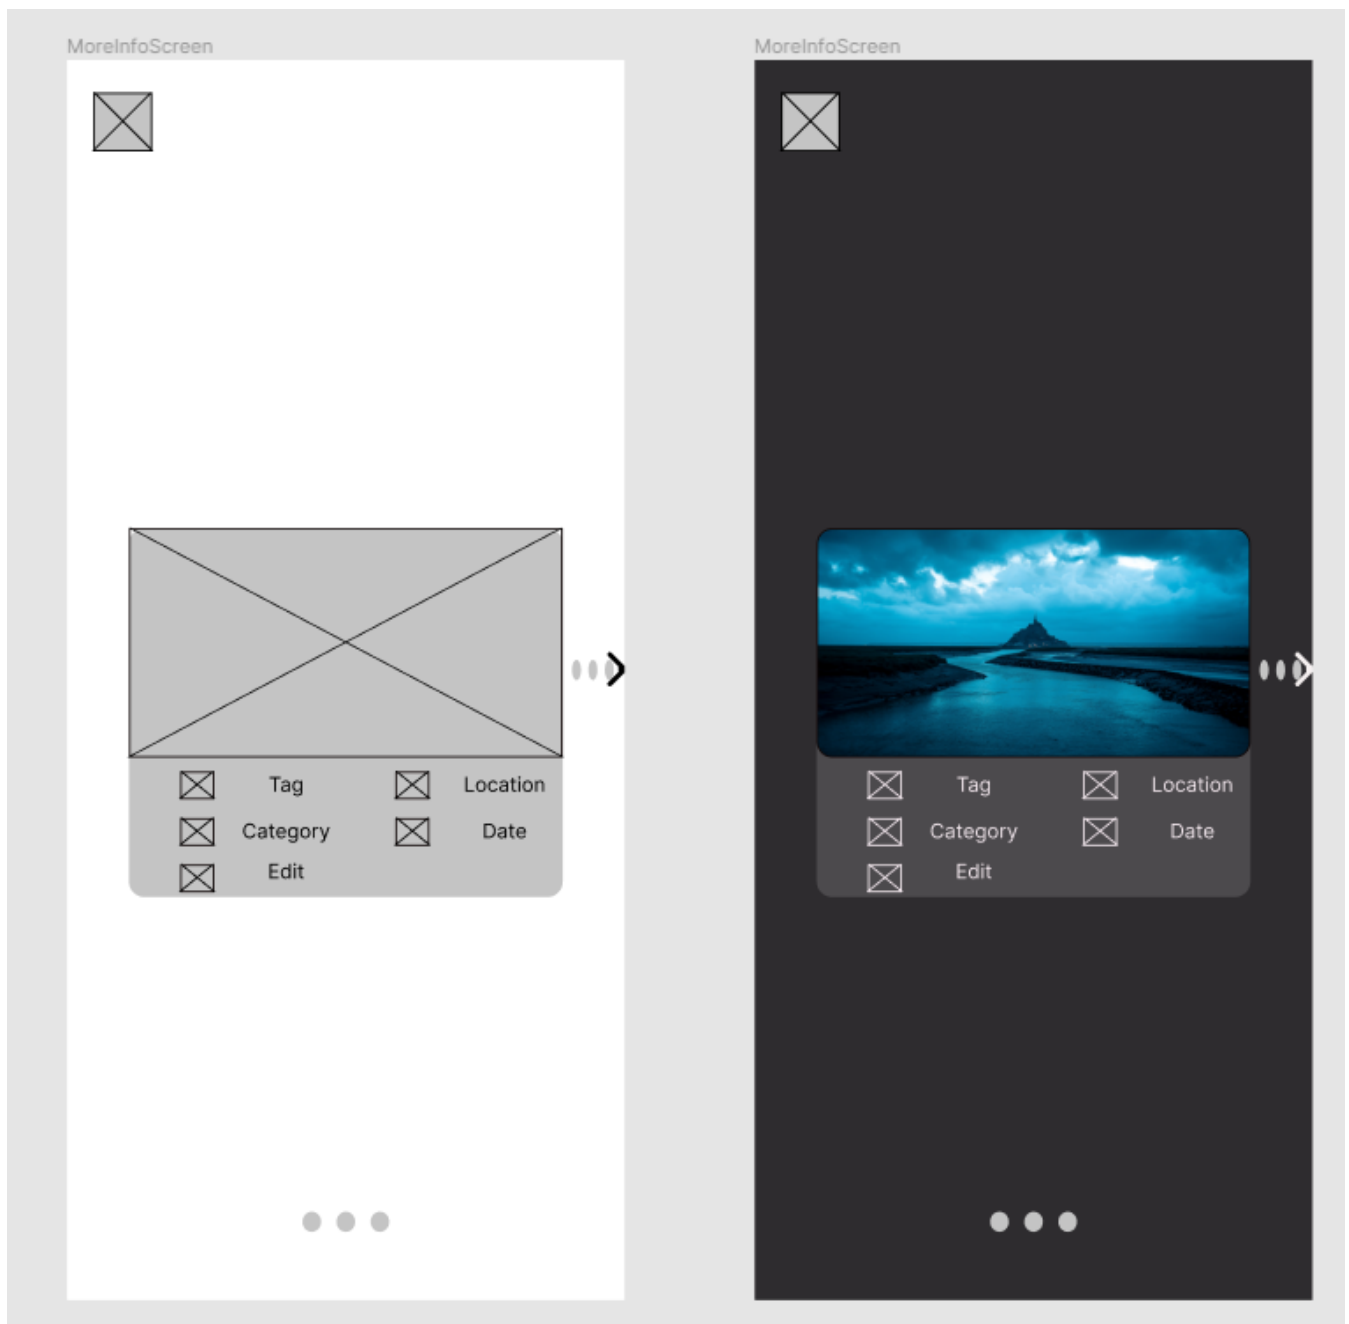 MoreInfoScreen
Tag
Location
Category
Date
Edit
MoreInfoScreen
Tag
Location
Category
Date
Edit